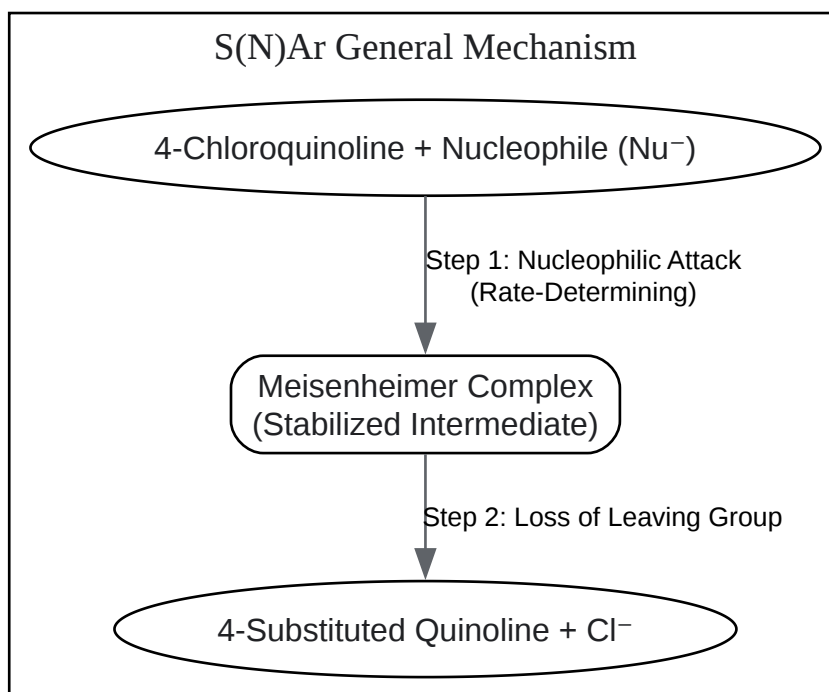 S(N)Ar General Mechanism
4-Chloroquinoline + Nucleophile (Nu⁻)
Step 1: Nucleophilic Attack
(Rate-Determining)
Meisenheimer Complex
(Stabilized Intermediate)
Step 2: Loss of Leaving Group
4-Substituted Quinoline + Cl⁻